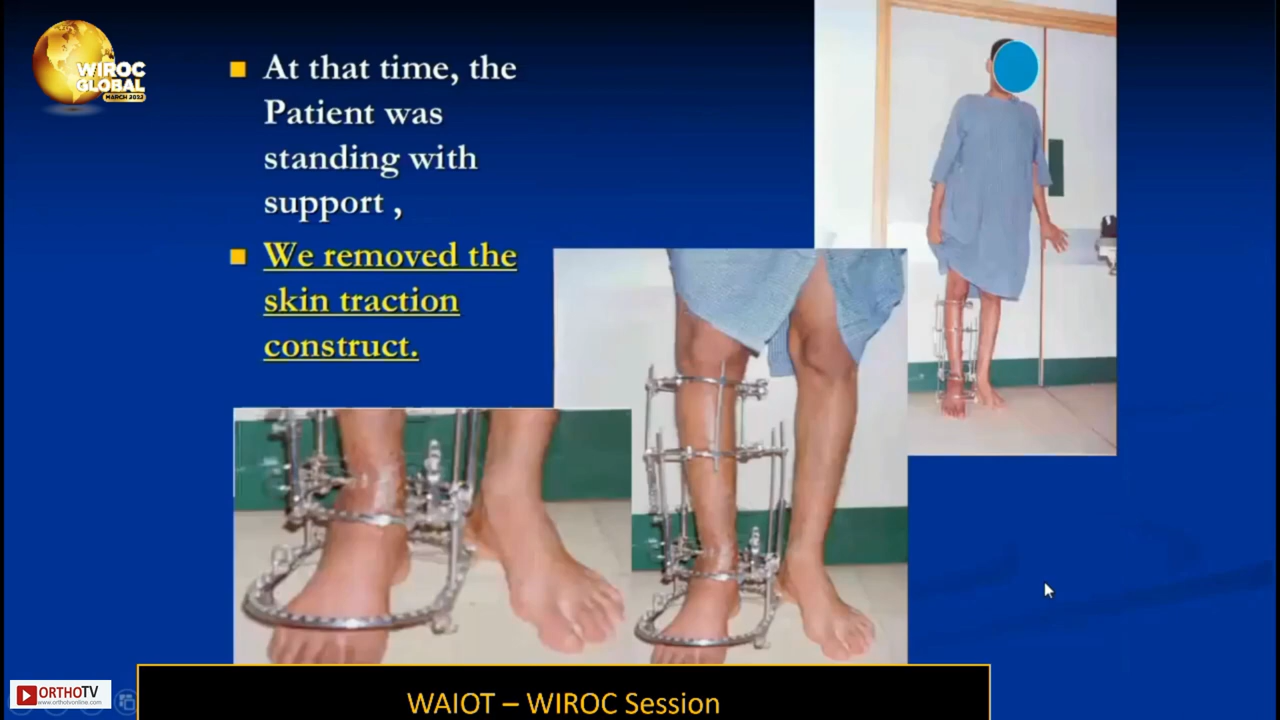 WIROC
GLOBAL
MARCH 2022
At that time, the
Patient was
standing with
support ,
We removed the
skin traction
construct.
ORTHOTV
www.orthotvonline.com
WAIOT – WIROC Session